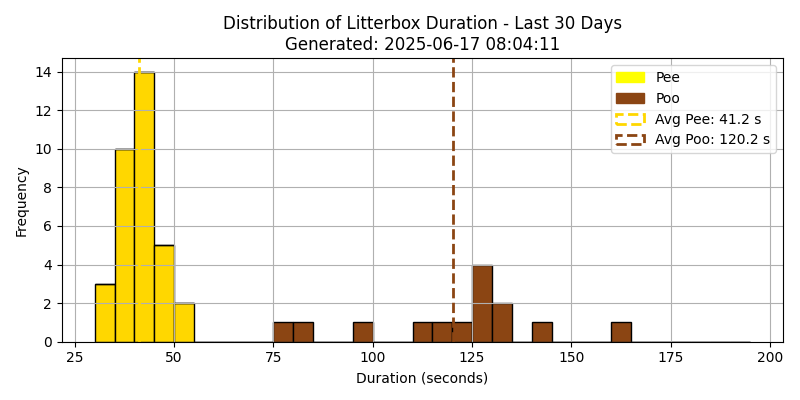 Distribution of Litterbox Duration - Last 30 Days
Generated: 2025-06-17 08:04:11
Pee
Poo
Avg Pee: 41.2 s
Avg Poo: 120.2 s
Frequency
14
12
10
8
6
4
2
0
25
50
75
100
125
150
175
200
Duration (seconds)